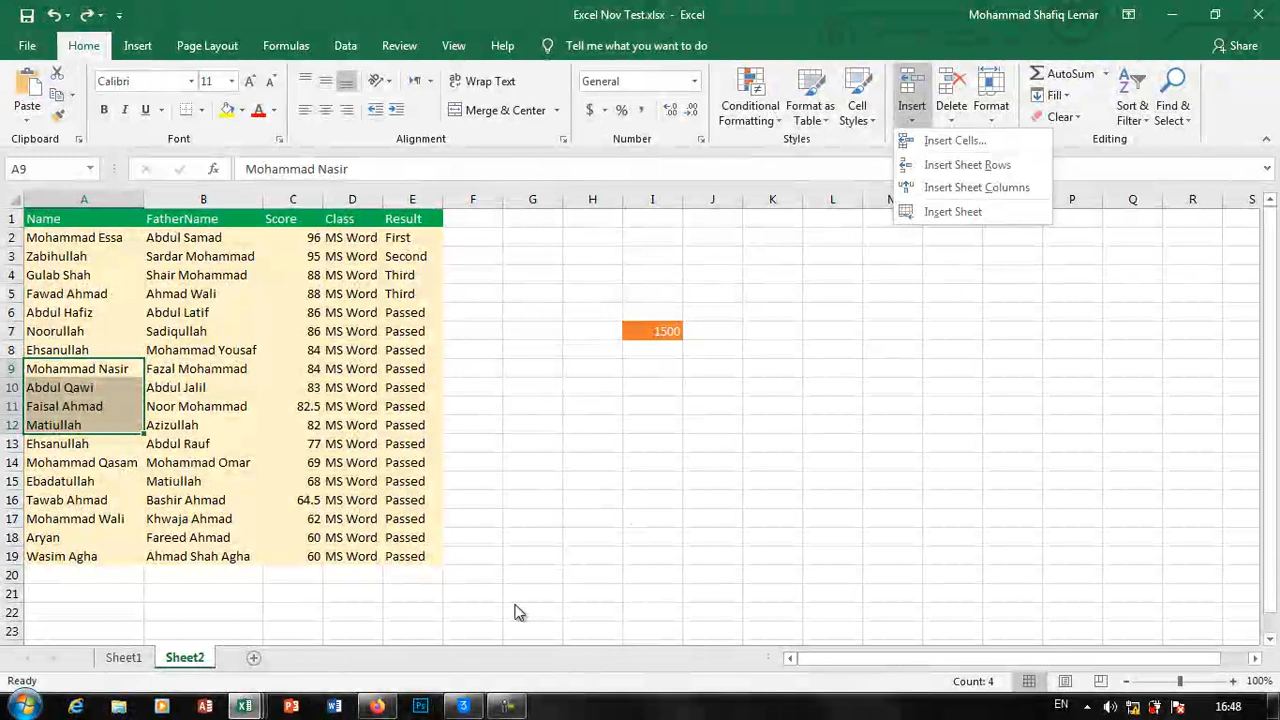 Excel Nov Test.xlsx - Excel
Mohammad Shafiq Lemar
File Home Insert Page Layout Formulas Data Review View Help Tell me what you want to do Share
Paste Calibri 11 Wrap Text General Conditional Formatting Format as Table Cell Styles Insert Delete Format AutoSum Sort & Filter Find & Select
B I U A Merge & Center $ % , Fill
Clear
Clipboard Font Alignment Number Styles Editing
Insert Cells...
Insert Sheet Rows
Insert Sheet Columns
Insert Sheet
A9 fx Mohammad Nasir
A B C D E F G H I J K L M P Q R S
1 Name FatherName Score Class Result
2 Mohammad Essa Abdul Samad 96 MS Word First
3 Zabihullah Sardar Mohammad 95 MS Word Second
4 Gulab Shah Shair Mohammad 88 MS Word Third
5 Fawad Ahmad Ahmad Wali 88 MS Word Third
6 Abdul Hafiz Abdul Latif 86 MS Word Passed
7 Noorullah Sadiqullah 86 MS Word Passed 1500
8 Ehsanullah Mohammad Yousaf 84 MS Word Passed
9 Mohammad Nasir Fazal Mohammad 84 MS Word Passed
10 Abdul Qawi Abdul Jalil 83 MS Word Passed
11 Faisal Ahmad Noor Mohammad 82.5 MS Word Passed
12 Matiullah Azizullah 82 MS Word Passed
13 Ehsanullah Abdul Rauf 77 MS Word Passed
14 Mohammad Qasam Mohammad Omar 69 MS Word Passed
15 Ebadatullah Matiullah 68 MS Word Passed
16 Tawab Ahmad Bashir Ahmad 64.5 MS Word Passed
17 Mohammad Wali Khwaja Ahmad 62 MS Word Passed
18 Aryan Fareed Ahmad 60 MS Word Passed
19 Wasim Agha Ahmad Shah Agha 60 MS Word Passed
20
21
22
23
Sheet1 Sheet2
Ready Count: 4 100%
EN 16:48